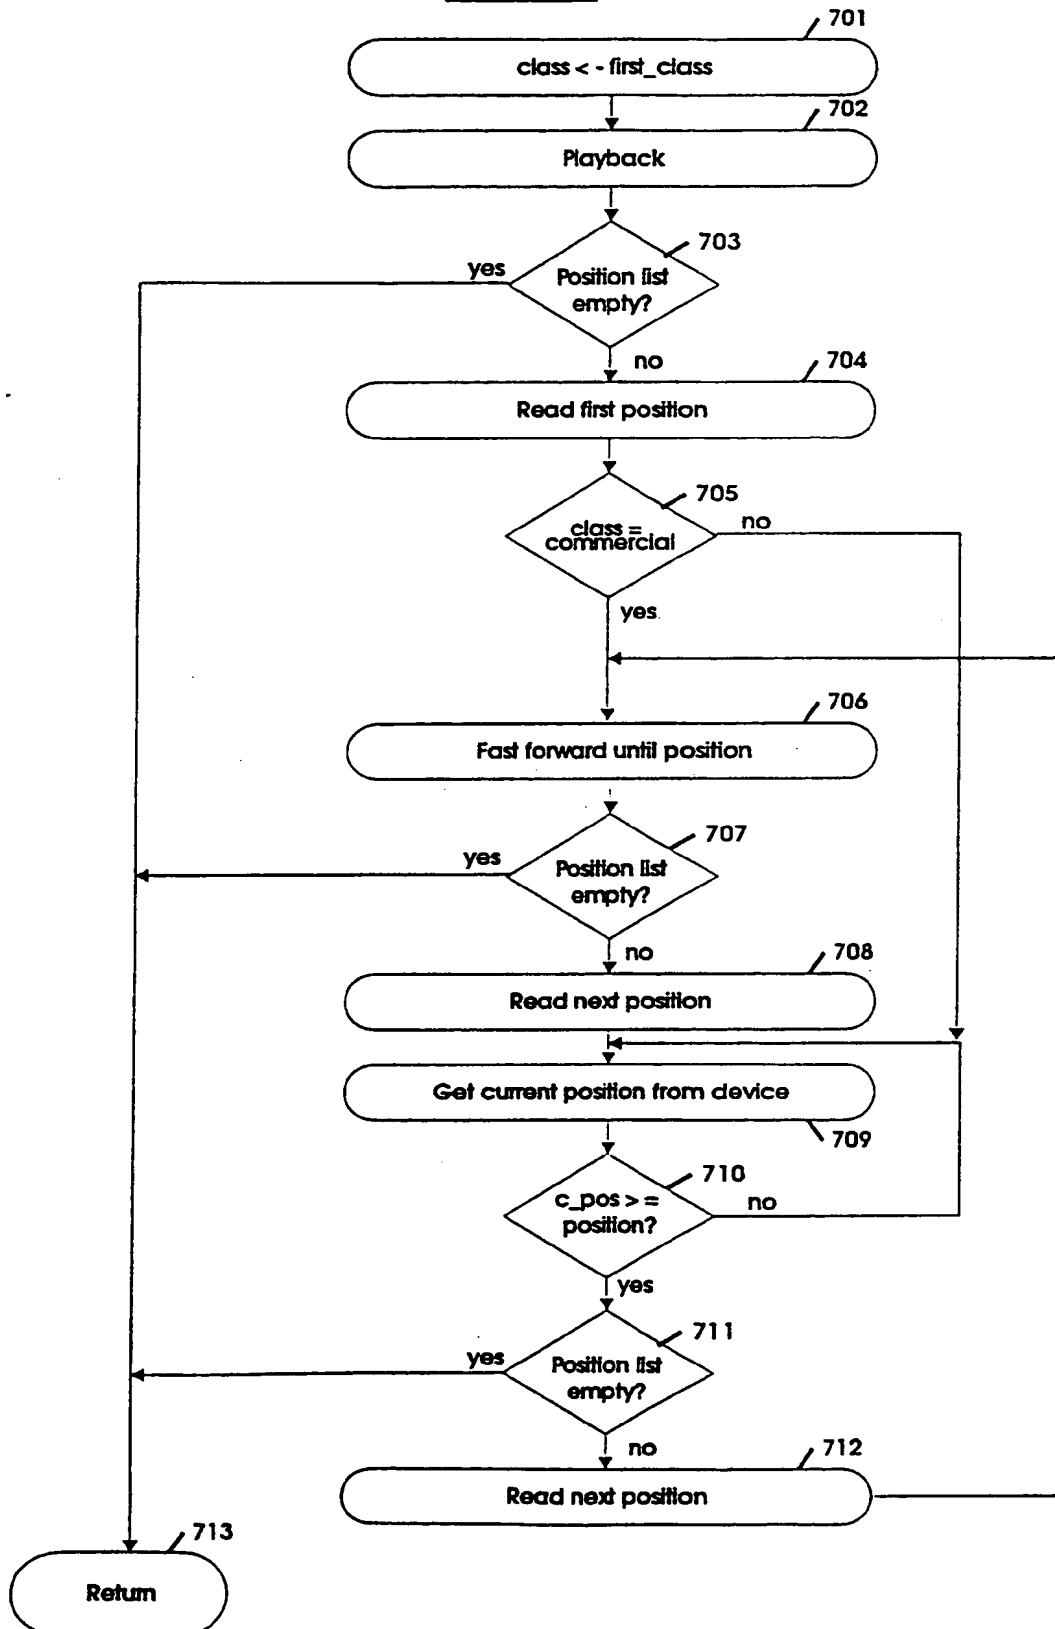 701
class < - first_class
702
Playback
703
yes
Position list
empty?
no
704
Read first position
705
no
class =
commercial
yes
706
Fast forward until position
707
yes
Position list
empty?
no
708
Read next position
Get current position from device
709
710
c_pos > =
position?
no
yes
711
yes
Position list
empty?
no
712
Read next position
713
Return